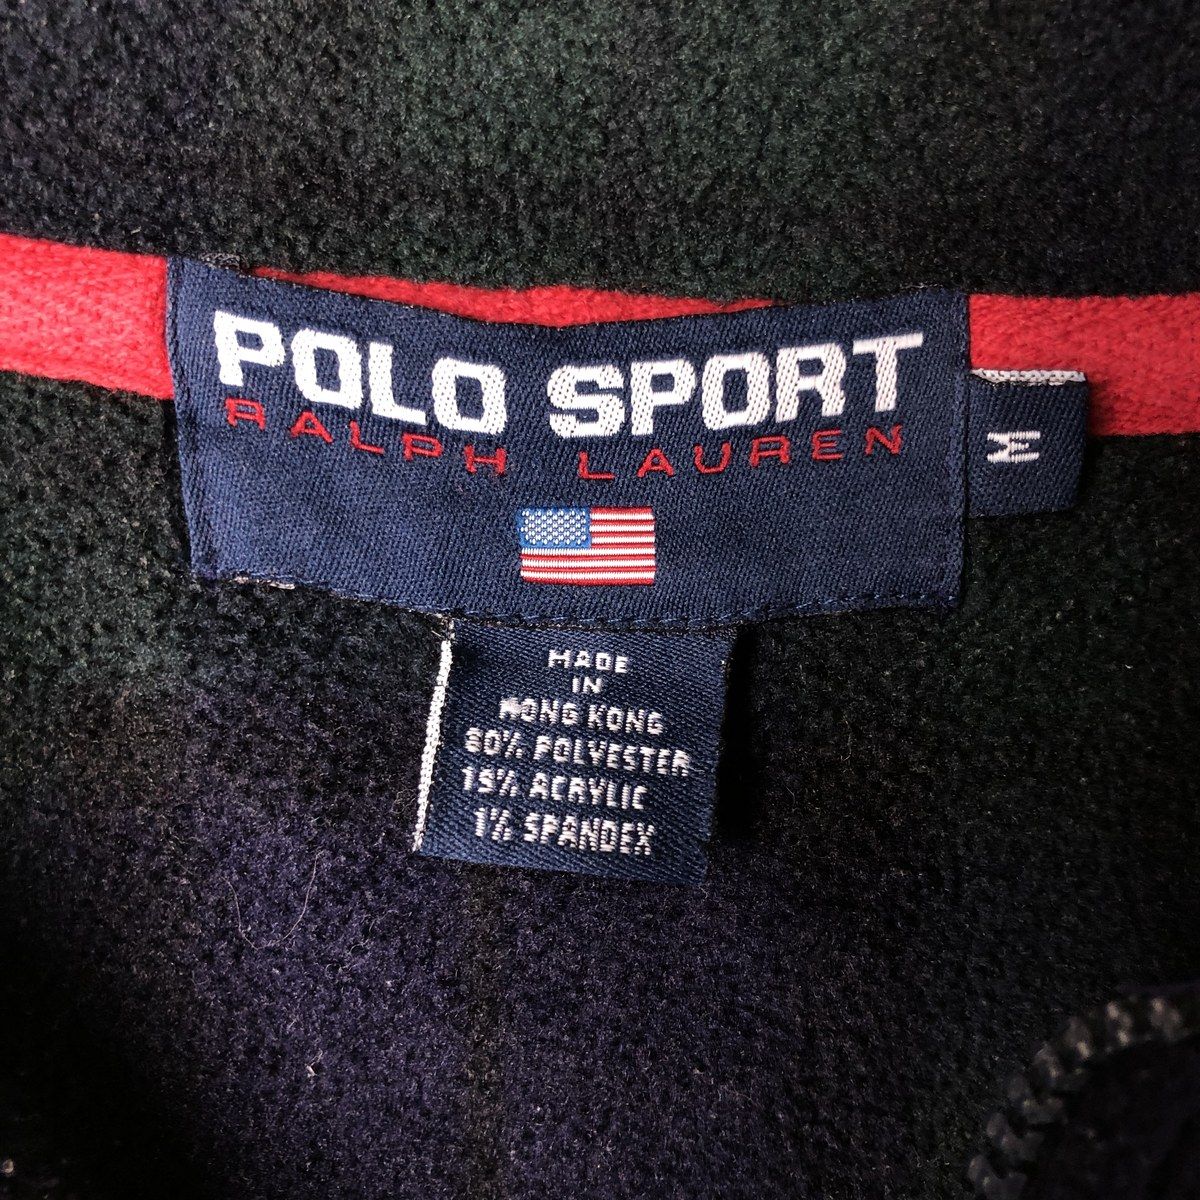 POLO SPORT
RALPH LAUREN
M
MADE
IN
HONG KONG
80% POLYESTER
19% ACRYLIC
1% SPANDEX